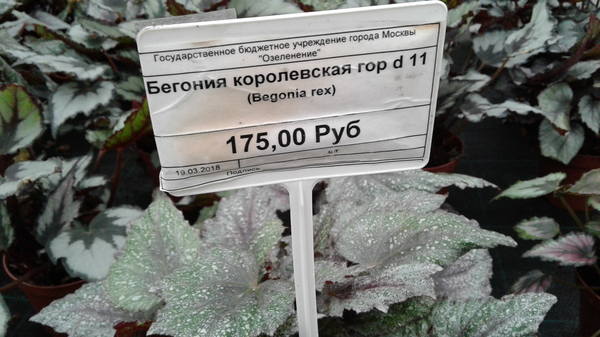 Государственное бюджетное учреждение города Москвы
"Озеленение"
Бегония королевская гор d 11
(Begonia rex)
175,00 Руб
19.03.2018
Подпись